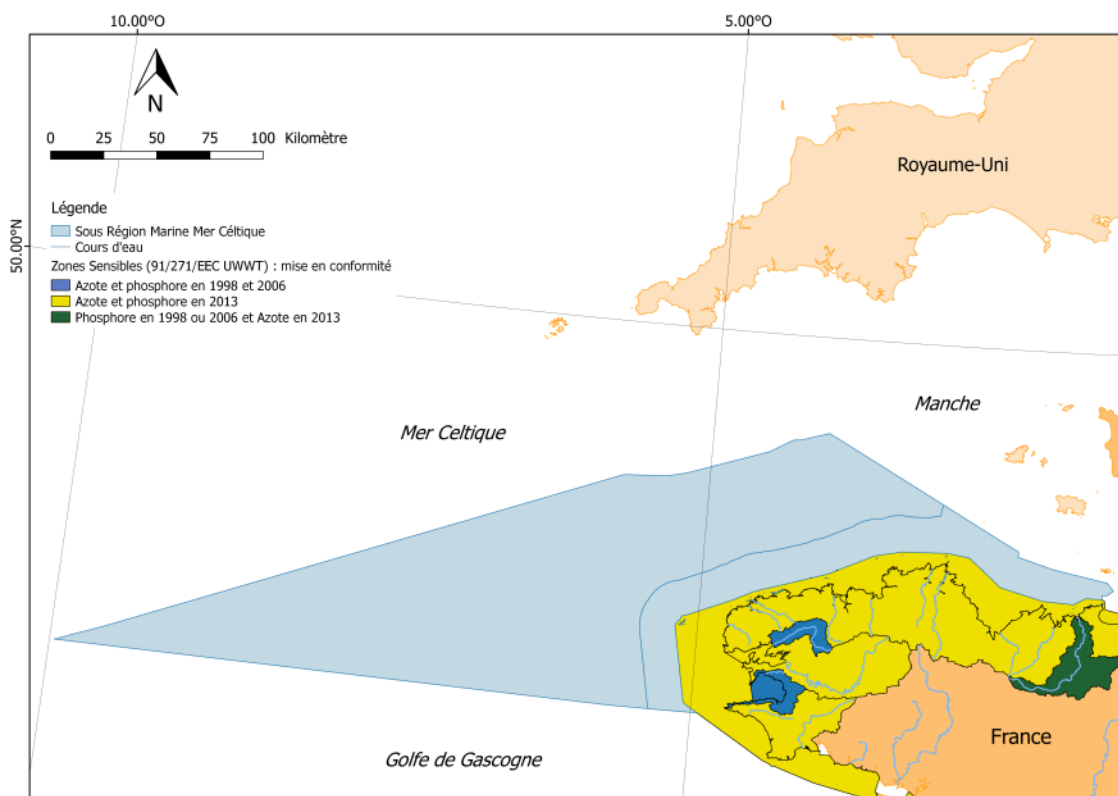 10.00°O
5.00°O
N
0 25 50 75 100 Kilomètre
Royaume-Uni
50.00°N
Légende
Sous Région Marine Mer Céltique
Cours d'eau
Zones Sensibles (91/271/EEC UWWT) : mise en conformité
Azote et phosphore en 1998 et 2006
Azote et phosphore en 2013
Phosphore en 1998 ou 2006 et Azote en 2013
Manche
Mer Celtique
France
Golfe de Gascogne